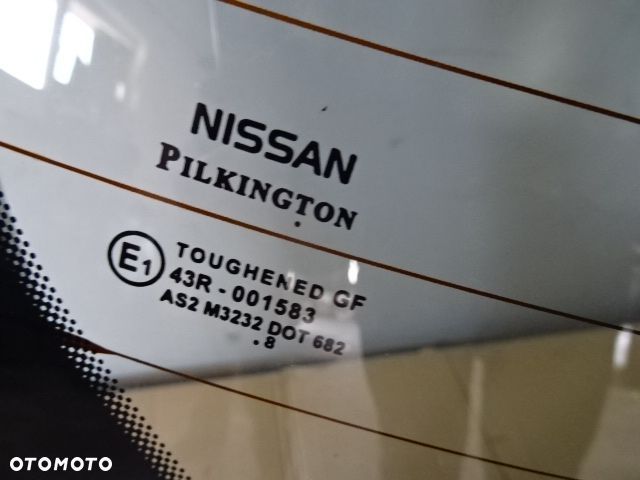 NISSAN
PILKINGTON
.
E1
TOUGHENED GF
43R - 001583
AS2 M3232 DOT 682
.8
OTOMOTO